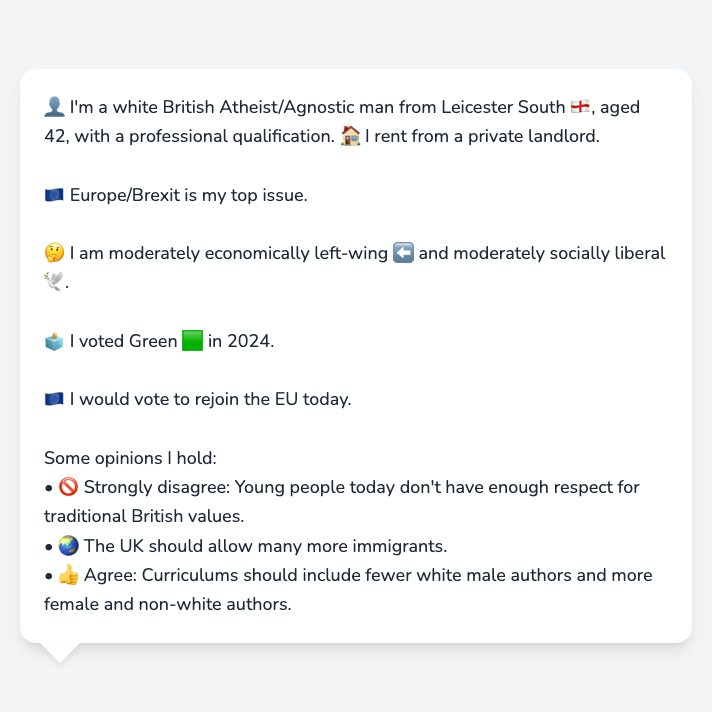 👤 I'm a white British Atheist/Agnostic man from Leicester South 🏴󠁧󠁢󠁥󠁮󠁧󠁿, aged
42, with a professional qualification. 🏠 I rent from a private landlord.
🇪🇺 Europe/Brexit is my top issue.
🤔 I am moderately economically left-wing ⬅️ and moderately socially liberal
🕊️.
🗳️ I voted Green 🟩 in 2024.
🇪🇺 I would vote to rejoin the EU today.
Some opinions I hold:
• 🚫 Strongly disagree: Young people today don't have enough respect for
traditional British values.
• 🌏 The UK should allow many more immigrants.
• 👍 Agree: Curriculums should include fewer white male authors and more
female and non-white authors.